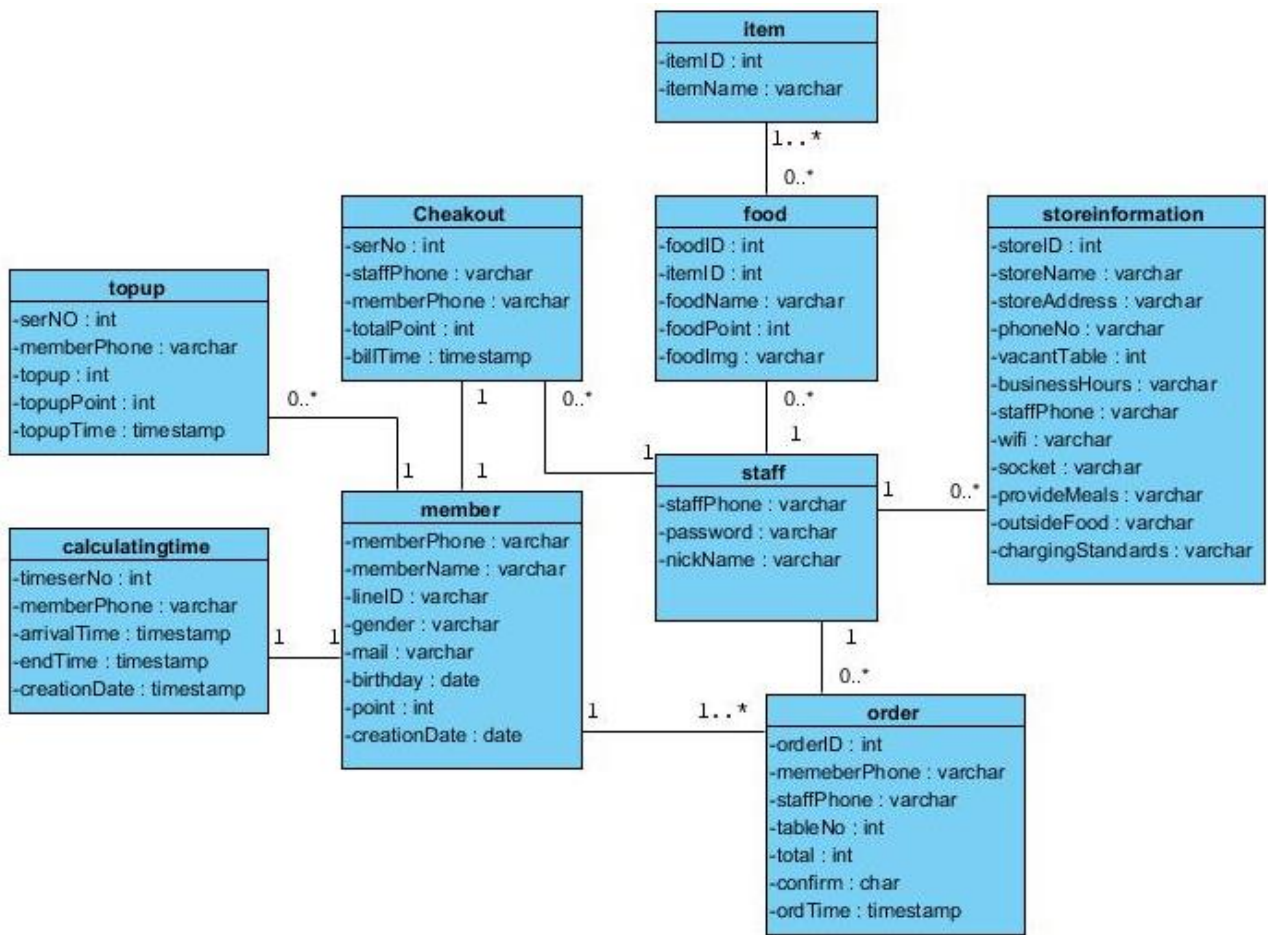 item
-itemID : int
-itemName : varchar
1..*
0..*
Cheakout
-serNo : int
-staffPhone : varchar
-memberPhone : varchar
-totalPoint : int
-billTime : timestamp
food
-foodID : int
-itemID : int
-foodName : varchar
-foodPoint : int
-foodImg : varchar
storeinformation
-storeID : int
-storeName : varchar
-storeAddress : varchar
-phoneNo : varchar
-vacantTable : int
-businessHours : varchar
-staffPhone : varchar
-wifi : varchar
-socket : varchar
-provideMeals : varchar
-outsideFood : varchar
-chargingStandards : varchar
topup
-serNO : int
-memberPhone : varchar
-topup : int
-topupPoint : int
-topupTime : timestamp
0..*
1
1
1
0..*
1
0..*
1
staff
-staffPhone : varchar
-password : varchar
-nickName : varchar
1
0..*
member
-memberPhone : varchar
-memberName : varchar
-lineID : varchar
-gender : varchar
-mail : varchar
-birthday : date
-point : int
-creationDate : date
calculatingtime
-timeserNo : int
-memberPhone : varchar
-arrivalTime : timestamp
-endTime : timestamp
-creationDate : timestamp
1
1
1
0..*
1
1..*
order
-orderID : int
-memeberPhone : varchar
-staffPhone : varchar
-tableNo : int
-total : int
-confirm : char
-ordTime : timestamp